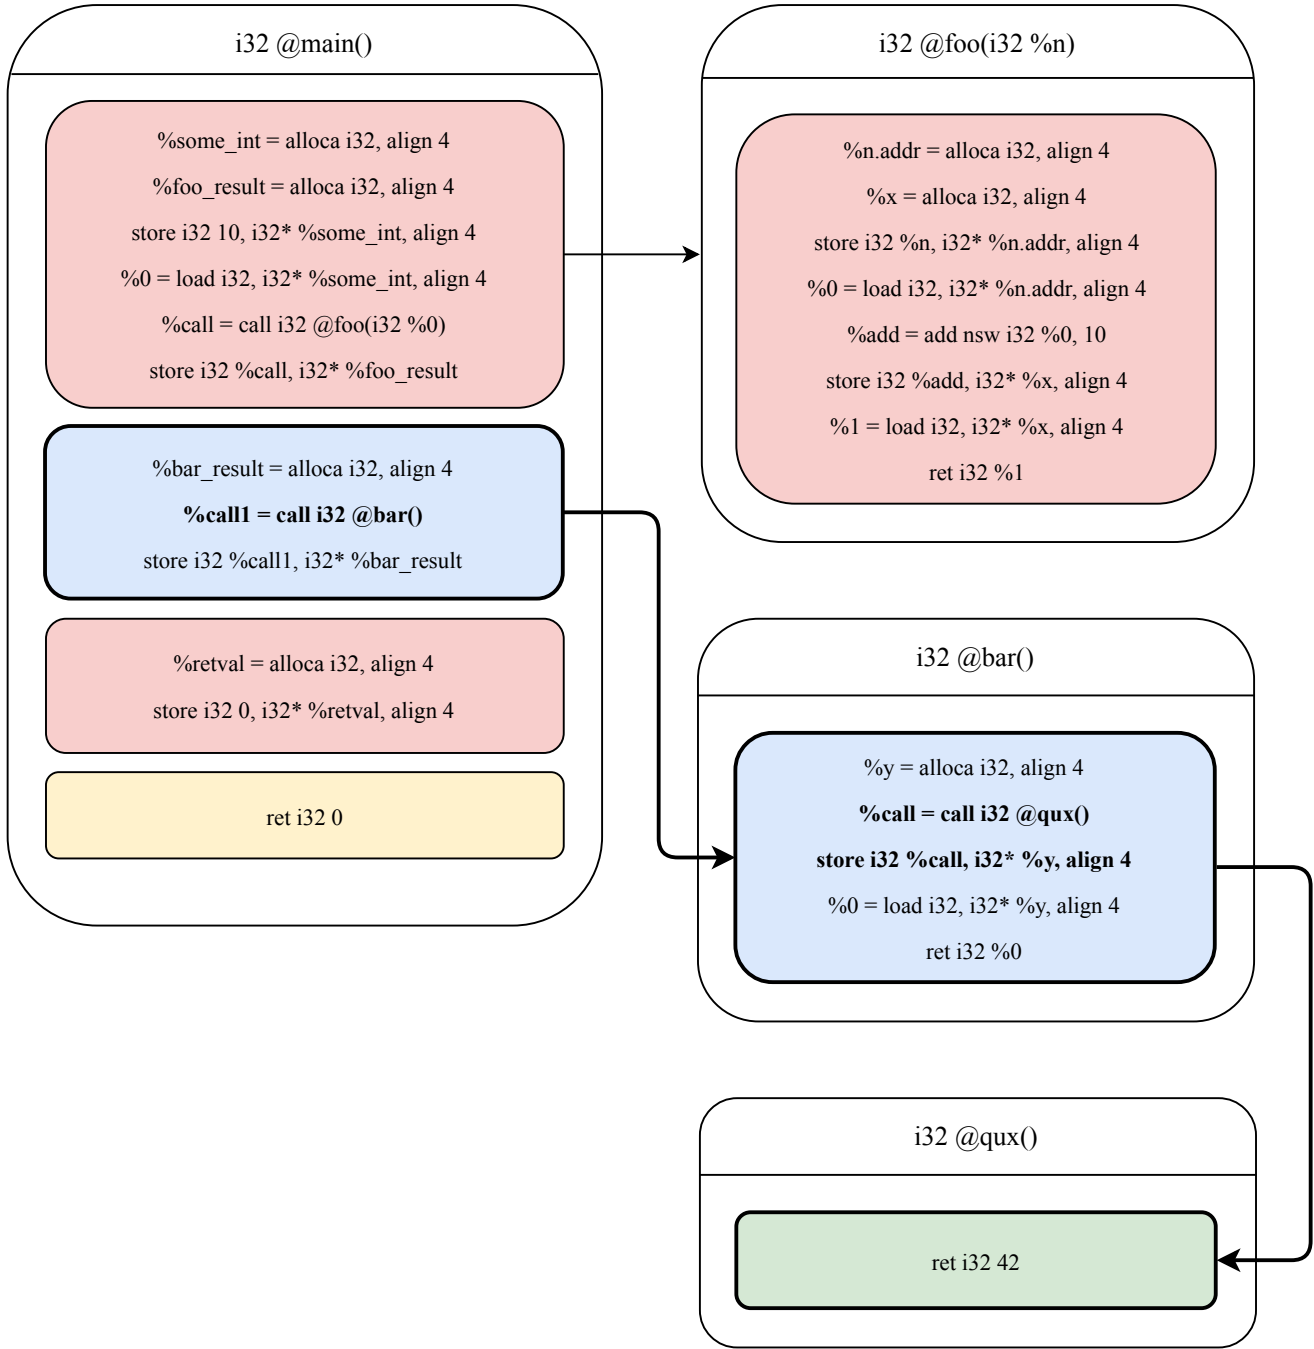 i32 @main()
%some_int = alloca i32, align 4
%foo_result = alloca i32, align 4
store i32 10, i32* %some_int, align 4
%0 = load i32, i32* %some_int, align 4
%call = call i32 @foo(i32 %0)
store i32 %call, i32* %foo_result
%bar_result = alloca i32, align 4
%call1 = call i32 @bar()
store i32 %call1, i32* %bar_result
%retval = alloca i32, align 4
store i32 0, i32* %retval, align 4
ret i32 0
i32 @foo(i32 %n)
%n.addr = alloca i32, align 4
%x = alloca i32, align 4
store i32 %n, i32* %n.addr, align 4
%0 = load i32, i32* %n.addr, align 4
%add = add nsw i32 %0, 10
store i32 %add, i32* %x, align 4
%1 = load i32, i32* %x, align 4
ret i32 %1
i32 @bar()
%y = alloca i32, align 4
%call = call i32 @qux()
store i32 %call, i32* %y, align 4
%0 = load i32, i32* %y, align 4
ret i32 %0
i32 @qux()
ret i32 42